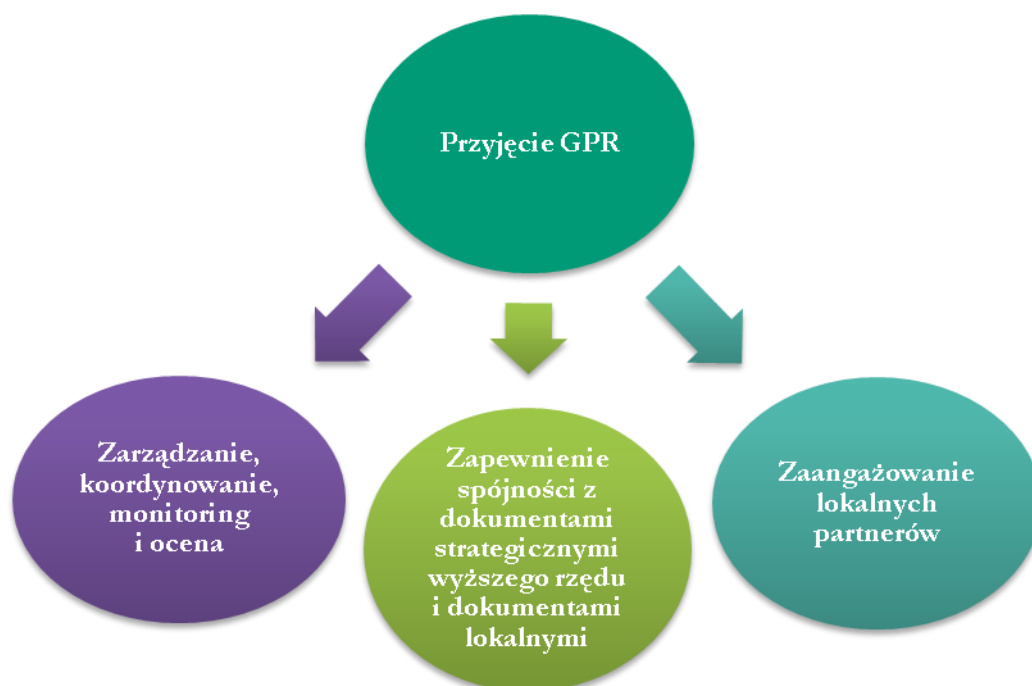 Przyjęcie GPR
Zarządzanie,
koordynowanie,
monitoring
i ocena
Zapewnienie
spójności z
dokumentami
strategicznymi
wyższego rzędu
i dokumentami
lokalnymi
Zaangażowanie
lokalnych
partnerów